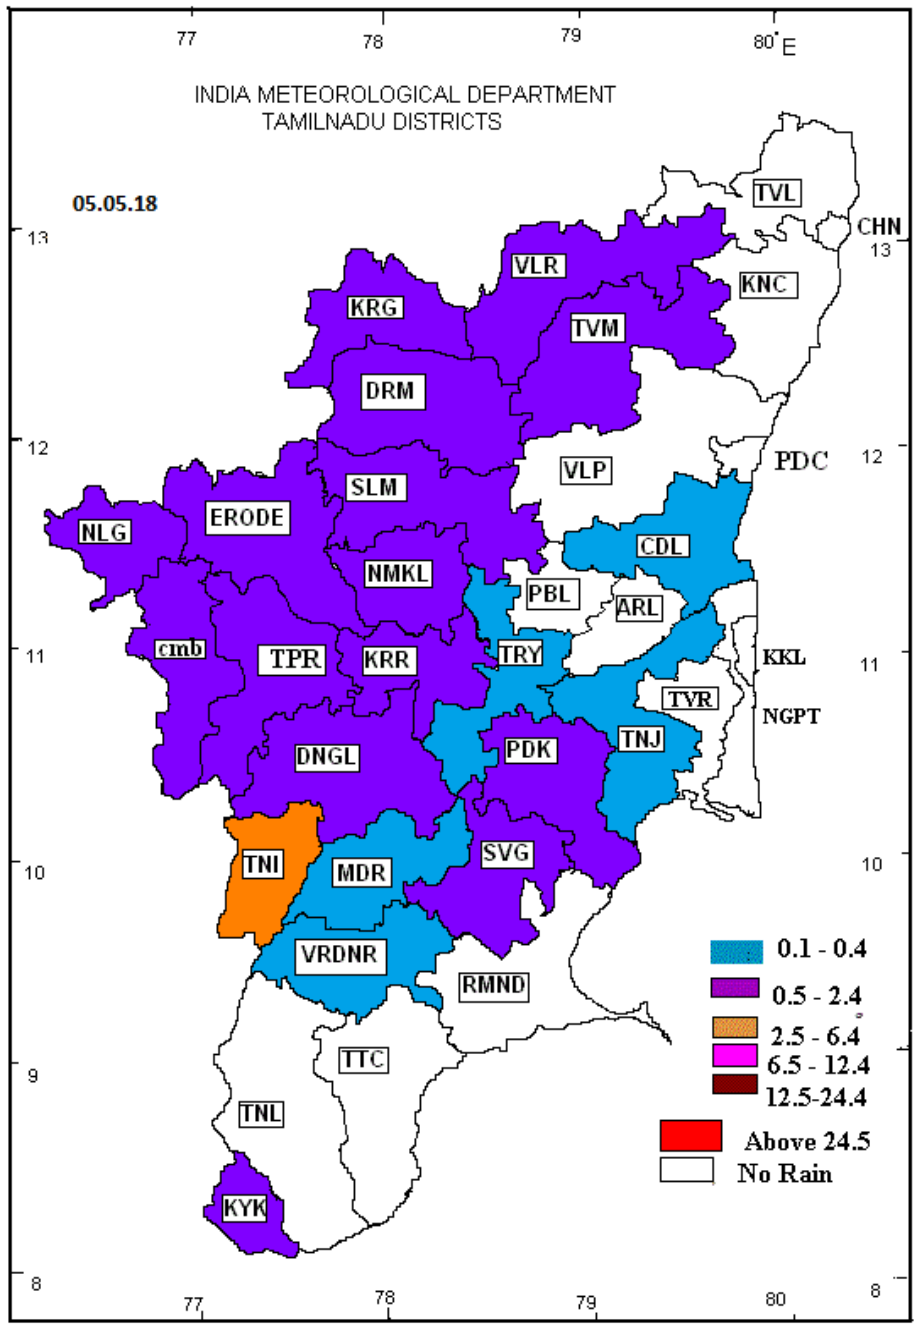 77 78 79 80° E
INDIA METEOROLOGICAL DEPARTMENT
TAMILNADU DISTRICTS
TVL
05.05.18
CHN
13 13
VLR
KNC
KRG
TVM
DRM
12 12
VLP PDC
SLM
ERODE
NLG
CDL
NMKL
PBL
ARL
cmb TPR KRR TRY
11 11
KKL
TVR
NGPT
TNJ
PDK
DNGL
SVG
10 10
TNI
MDR
0.1 - 0.4
VRDNR
RMND
0.5 - 2.4
2.5 - 6.4
TTC
6.5 - 12.4
9 9
12.5-24.4
TNL
Above 24.5
No Rain
KYK
8 8
77 78 79 80